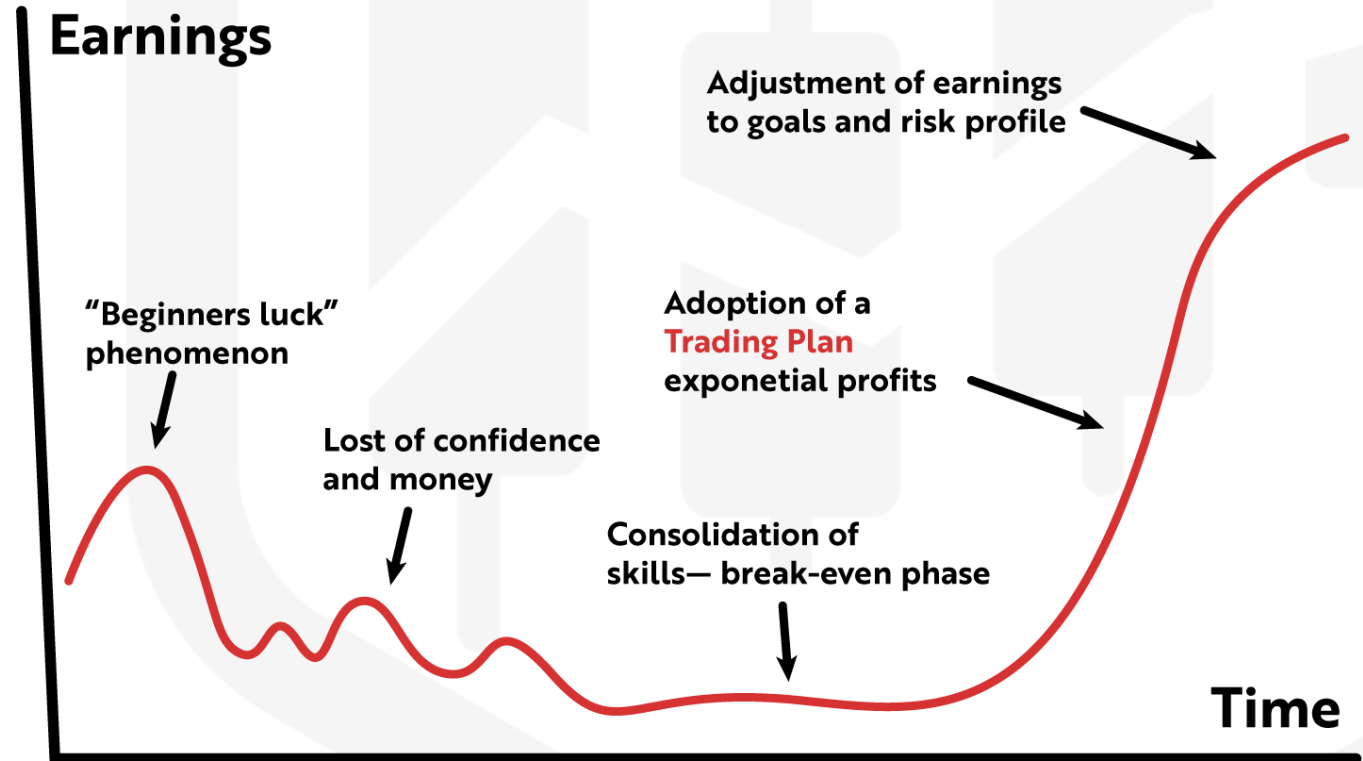 Earnings
Adjustment of earnings
to goals and risk profile
“Beginners luck”
phenomenon
Adoption of a
Trading Plan
exponetial profits
Lost of confidence
and money
Consolidation of
skills— break-even phase
Time